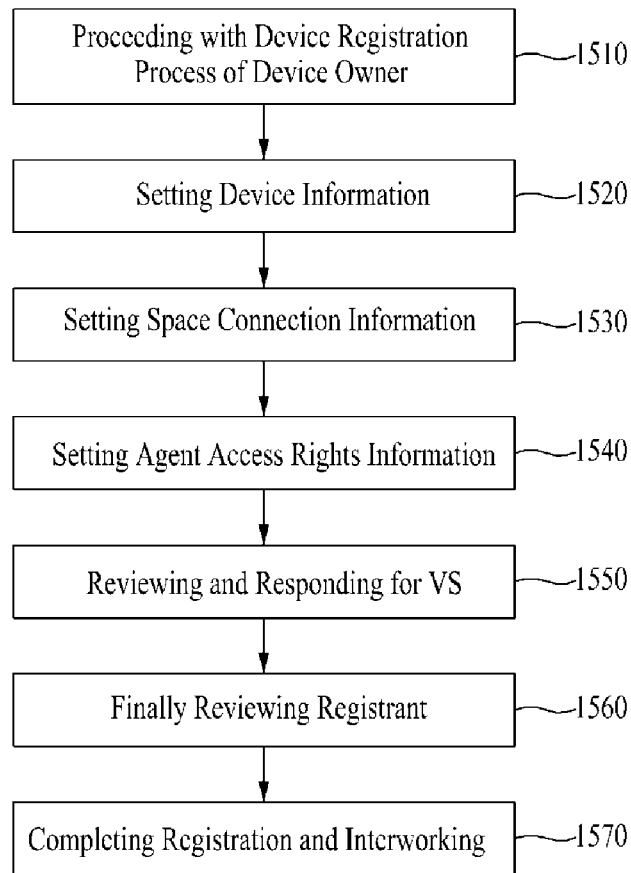 Proceeding with Device Registration
Process of Device Owner
1510
Setting Device Information
1520
Setting Space Connection Information
1530
Setting Agent Access Rights Information
1540
Reviewing and Responding for VS
1550
Finally Reviewing Registrant
1560
Completing Registration and Interworking
1570